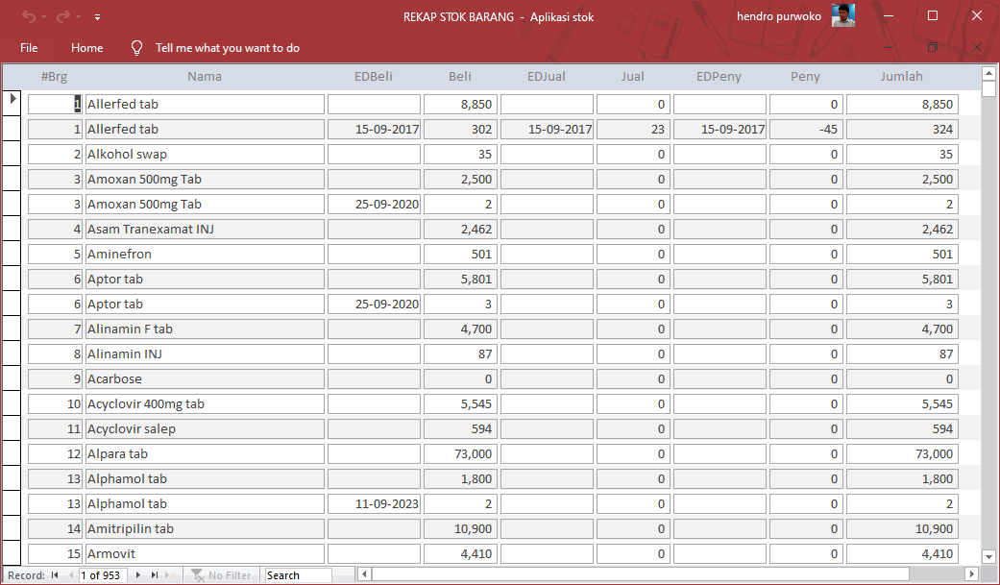 REKAP STOK BARANG - Aplikasi stok
hendro purwoko
File Home Tell me what you want to do
#Brg Nama EDBeli Beli EDJual Jual EDPeny Peny Jumlah
1 Allerfed tab 8,850 0 0 8,850
1 Allerfed tab 15-09-2017 302 15-09-2017 23 15-09-2017 -45 324
2 Alkohol swap 35 0 0 35
3 Amoxan 500mg Tab 2,500 0 0 2,500
3 Amoxan 500mg Tab 25-09-2020 2 0 0 2
4 Asam Tranexamat INJ 2,462 0 0 2,462
5 Aminefron 501 0 0 501
6 Aptor tab 5,801 0 0 5,801
6 Aptor tab 25-09-2020 3 0 0 3
7 Alinamin F tab 4,700 0 0 4,700
8 Alinamin INJ 87 0 0 87
9 Acarbose 0 0 0 0
10 Acyclovir 400mg tab 5,545 0 0 5,545
11 Acyclovir salep 594 0 0 594
12 Alpara tab 73,000 0 0 73,000
13 Alphamol tab 1,800 0 0 1,800
13 Alphamol tab 11-09-2023 2 0 0 2
14 Amitripilin tab 10,900 0 0 10,900
15 Armovit 4,410 0 0 4,410
Record: 1 of 953 No Filter Search